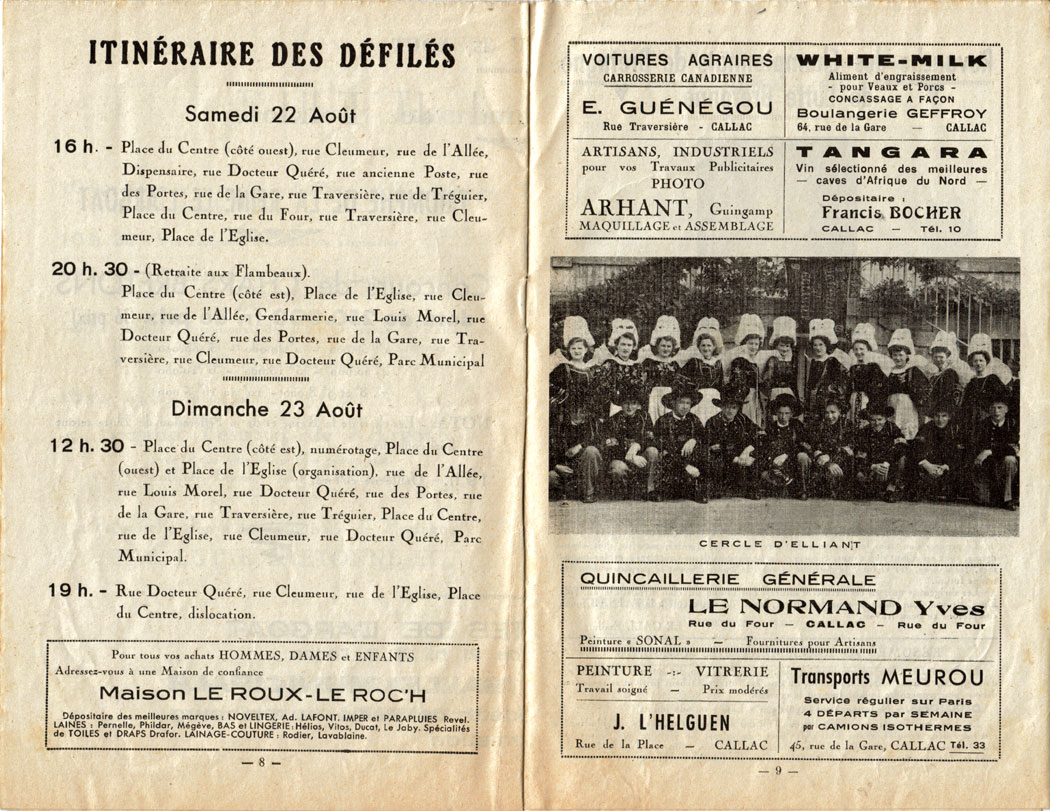 ITINÉRAIRE DES DÉFILÉS
Samedi 22 Août
16 h. - Place du Centre (côté ouest), rue Cleumeur, rue de l'Allée,
Dispensaire, rue Docteur Quéré, rue ancienne Poste, rue
des Portes, rue de la Gare, rue Traversière, rue de Tréguier,
Place du Centre, rue du Four, rue Traversière, rue Cleu-
meur, Place de l'Eglise.
20 h. 30 - (Retraite aux Flambeaux).
Place du Centre (côté est), Place de l'Eglise, rue Cleu-
meur, rue de l'Allée, Gendarmerie, rue Louis Morel, rue
Docteur Quéré, rue des Portes, rue de la Gare, rue Tra-
versière, rue Cleumeur, rue Docteur Quéré, Parc Municipal
Dimanche 23 Août
12 h. 30 - Place du Centre (côté est), numérotage, Place du Centre
(ouest) et Place de l'Eglise (organisation), rue de l'Allée,
rue Louis Morel, rue Docteur Quéré, rue des Portes, rue
de la Gare, rue Traversière, rue Tréguier, Place du Centre,
rue de l'Eglise, rue Cleumeur, rue Docteur Quéré, Parc
Municipal.
19 h. - Rue Docteur Quéré, rue Cleumeur, rue de l'Eglise, Place
du Centre, dislocation.
Pour tous vos achats HOMMES, DAMES et ENFANTS
Adressez-vous à une Maison de confiance
Maison LE ROUX-LE ROC'H
Dépositaire des meilleures marques : NOVELTEX, Ad. LAFONT. IMPER et PARAPLUIES Revel.
LAINES : Pernelle, Phildar, Mégève, BAS et LINGERIE : Hélios, Vitos, Ducat, Le Jaby. Spécialités
de TOILES et DRAPS Drafor. LAINAGE-COUTURE : Rodier, Lavablaine.
— 8 —
VOITURES AGRAIRES
CARROSSERIE CANADIENNE
E. GUÉNÉGOU
Rue Traversière - CALLAC
WHITE-MILK
Aliment d'engraissement
- pour Veaux et Porcs -
CONCASSAGE A FAÇON
Boulangerie GEFFROY
64, rue de la Gare — CALLAC
ARTISANS, INDUSTRIELS
pour vos Travaux Publicitaires
PHOTO
ARHANT, Guingamp
MAQUILLAGE et ASSEMBLAGE
TANGARA
Vin sélectionné des meilleures
— caves d'Afrique du Nord —
Dépositaire :
Francis BOCHER
CALLAC — Tél. 10
CERCLE D'ELLIANT
QUINCAILLERIE GÉNÉRALE
LE NORMAND Yves
Rue du Four — CALLAC — Rue du Four
Peinture « SONAL » — Fournitures pour Artisans
PEINTURE -:- VITRERIE
Travail soigné — Prix modérés
J. L'HELGUEN
Rue de la Place — CALLAC
Transports MEUROU
Service régulier sur Paris
4 DÉPARTS par SEMAINE
par CAMIONS ISOTHERMES
45, rue de la Gare, CALLAC Tél. 33
— 9 —